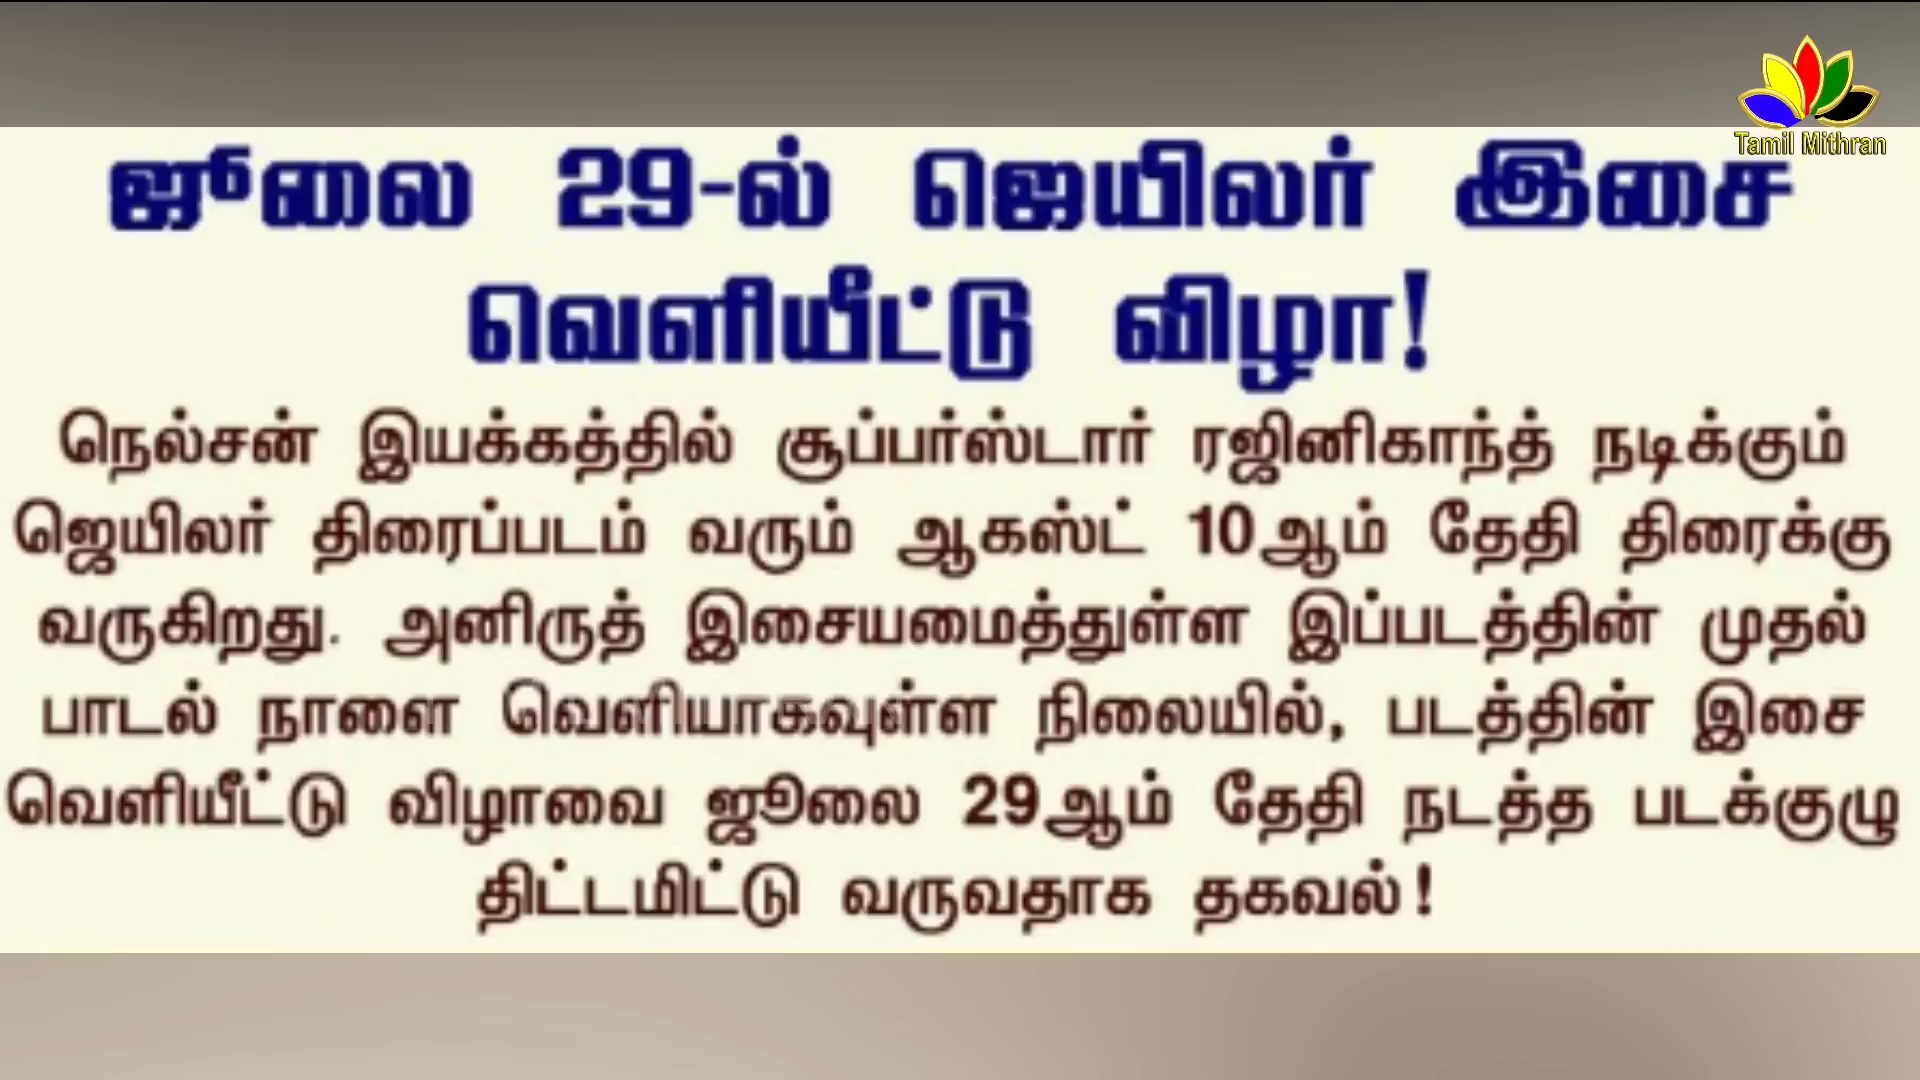 Tamil Mithran
ஜூலை 29-ல் ஜெயிலர் இசை
வெளியீட்டு விழா!
நெல்சன் இயக்கத்தில் சூப்பர்ஸ்டார் ரஜினிகாந்த் நடிக்கும்
ஜெயிலர் திரைப்படம் வரும் ஆகஸ்ட் 10ஆம் தேதி திரைக்கு
வருகிறது. அனிருத் இசையமைத்துள்ள இப்படத்தின் முதல்
பாடல் நாளை வெளியாகவுள்ள நிலையில், படத்தின் இசை
வெளியீட்டு விழாவை ஜூலை 29ஆம் தேதி நடத்த படக்குழு
திட்டமிட்டு வருவதாக தகவல்!